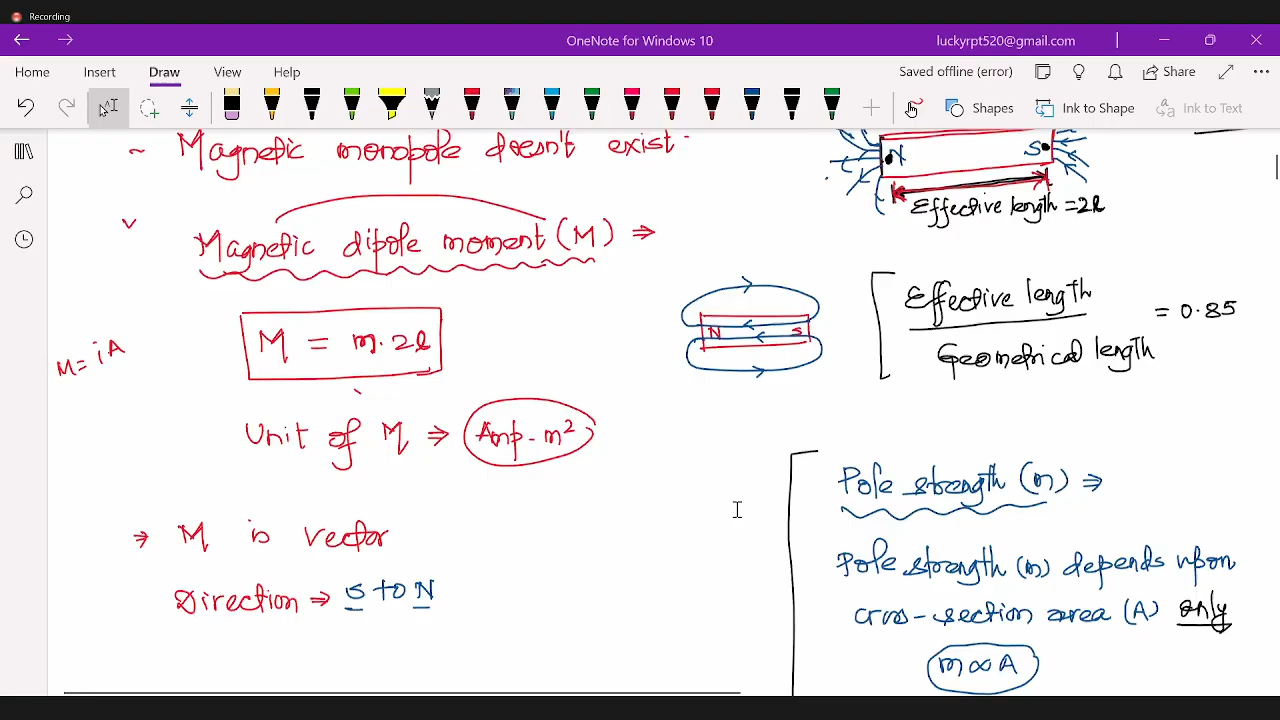 Recording
OneNote for Windows 10
luckyrpt520@gmail.com
Home Insert Draw View Help
Saved offline (error)
Share
Shapes
Ink to Shape
Ink to Text
~ Magnetic monopole doesn't exist
N S
Effective length = 2l
Magnetic dipole moment (M) ⇒
M = iA
M = m.2l
Unit of M ⇒ Amp-m²
⇒ M is vector
Direction ⇒ S to N
N S
Effective length
Geometrical length
= 0.85
Pole strength (m) ⇒
Pole strength (m) depends upon
cross-section area (A) only
m ∝ A